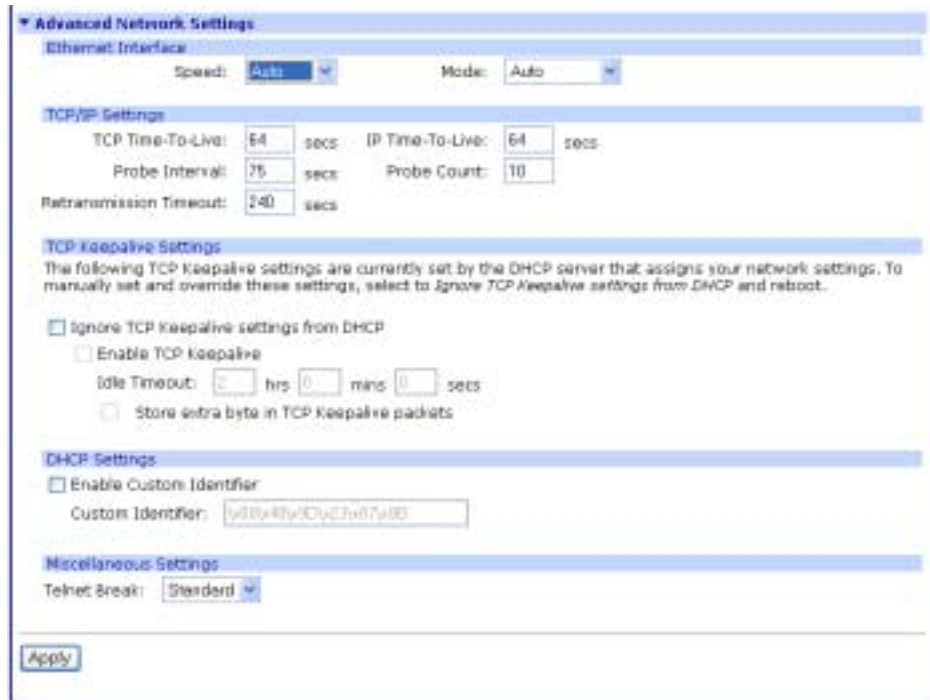 Advanced Network Settings
Ethernet Interface
Speed: Auto Mode: Auto
TCP/IP Settings
TCP Time-To-Live: 64 secs IP Time-To-Live: 64 secs
Probe Interval: 75 secs Probe Count: 10
Retransmission Timeout: 240 secs
TCP Keepalive Settings
The following TCP Keepalive settings are currently set by the DHCP server that assigns your network settings. To
manually set and override these settings, select to Ignore TCP Keepalive settings from DHCP and reboot.
Ignore TCP Keepalive settings from DHCP
Enable TCP Keepalive
Idle Timeout: 2 hrs 0 mins 0 secs
Store extra byte in TCP Keepalive packets
DHCP Settings
Enable Custom Identifier
Custom Identifier:
Miscellaneous Settings
Telnet Break: Standard
Apply